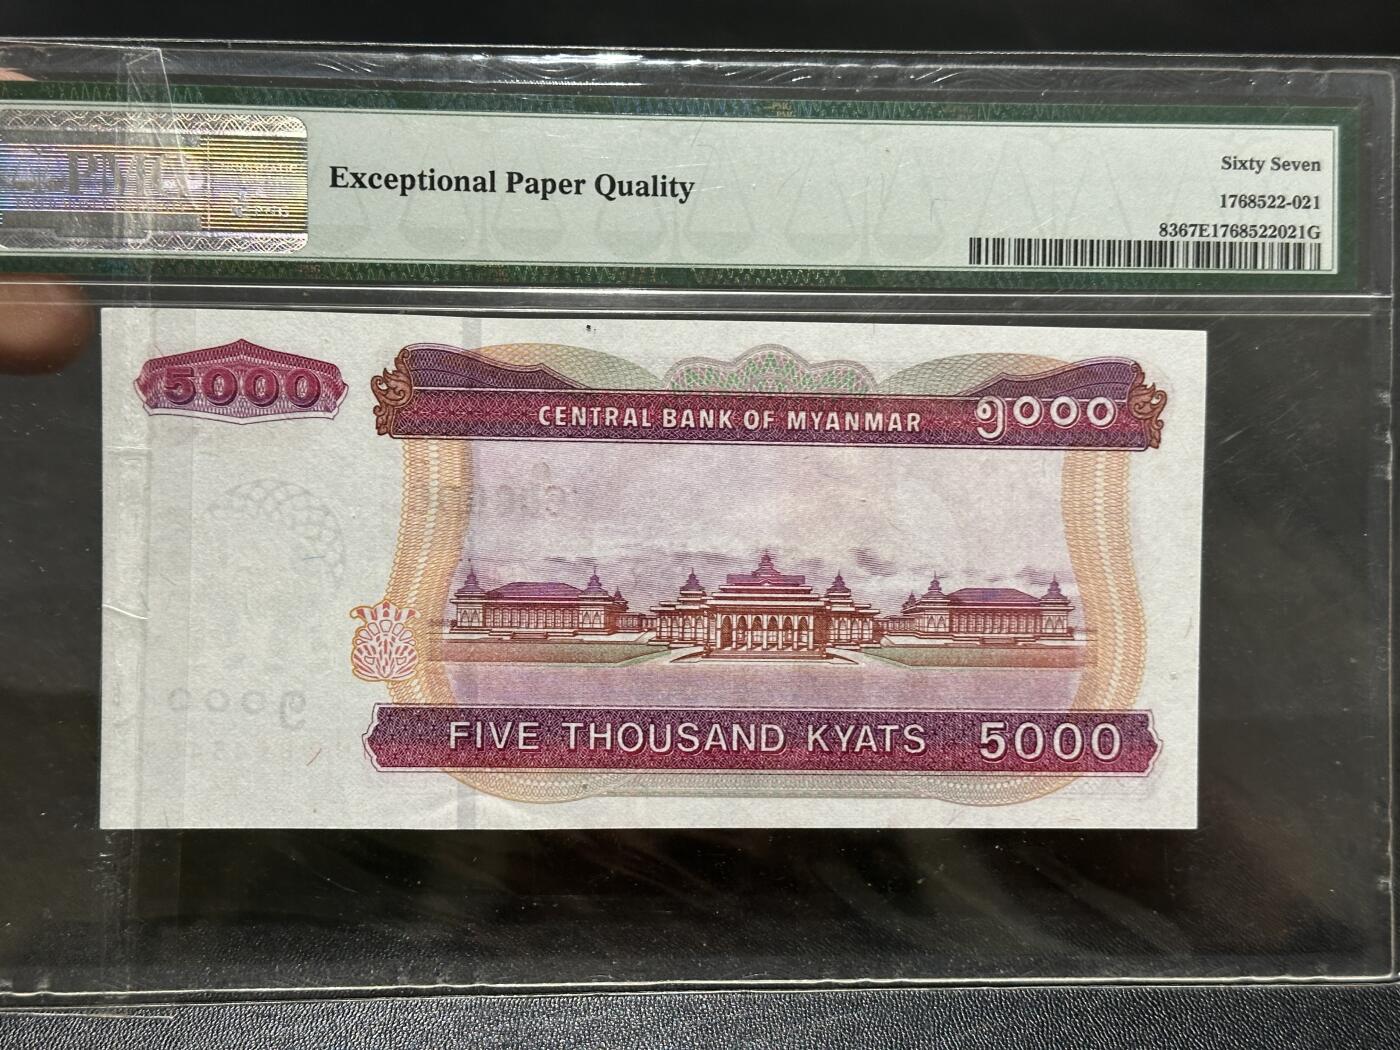 PMG
Exceptional Paper Quality
Sixty Seven
1768522-021
8367E1768522021G
5000
CENTRAL BANK OF MYANMAR
၅၀၀၀
FIVE THOUSAND KYATS
5000